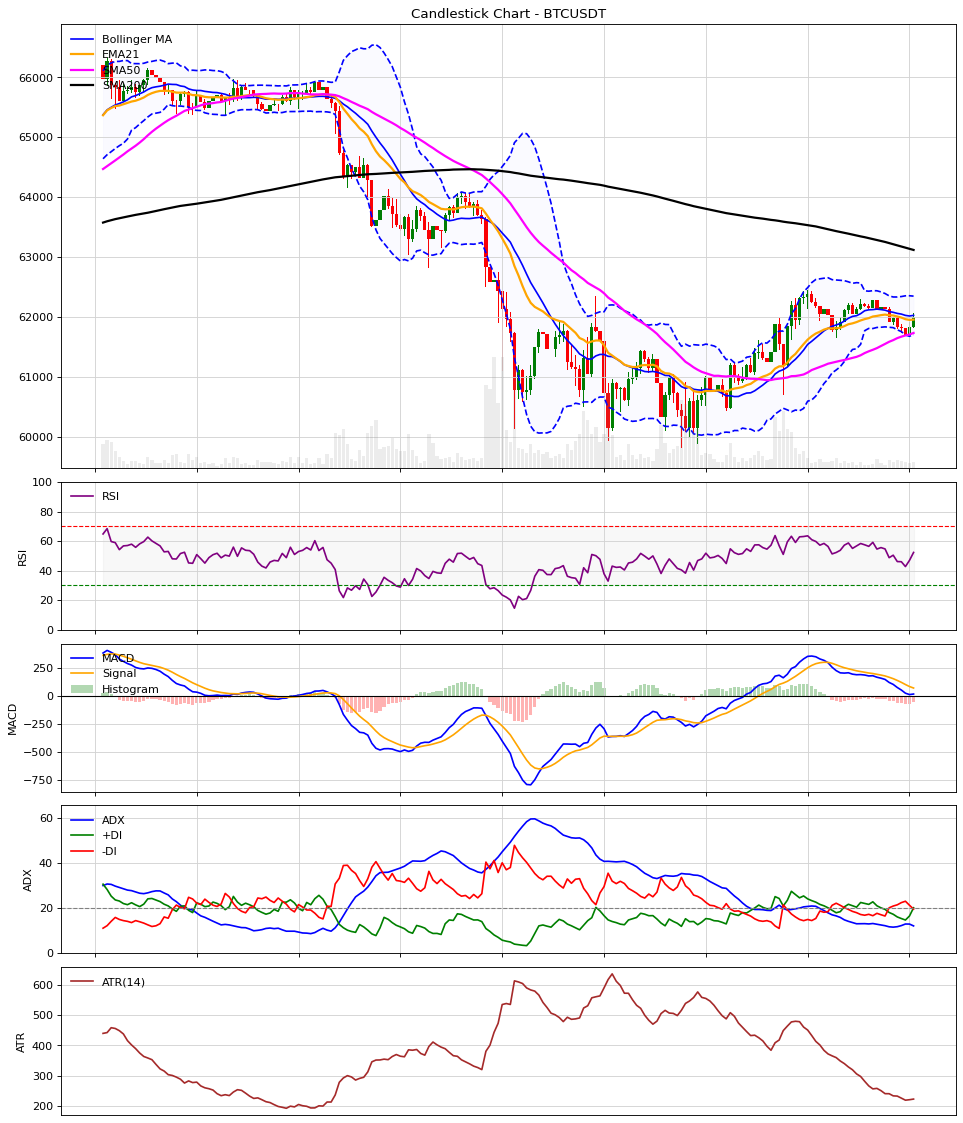 Candlestick Chart - BTCUSDT
Bollinger MA
EMA21
SMA50
SMA200
66000
65000
64000
63000
62000
61000
60000
RSI
100
80
60
40
20
0
RSI
MACD
Signal
Histogram
250
0
−250
−500
−750
MACD
ADX
+DI
-DI
60
40
20
0
ADX
ATR(14)
600
500
400
300
200
ATR